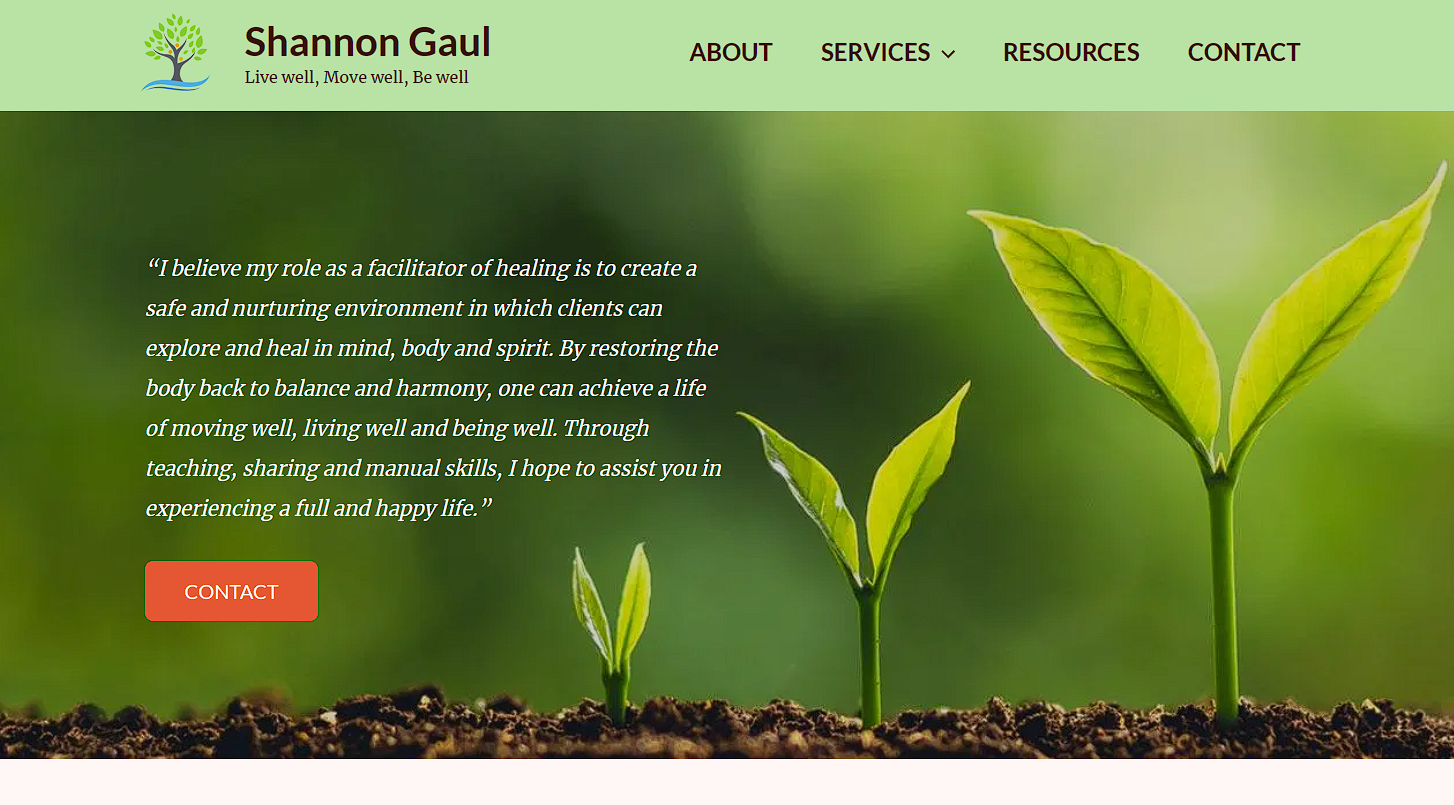 Shannon Gaul
Live well, Move well, Be well
ABOUT
SERVICES
RESOURCES
CONTACT
“I believe my role as a facilitator of healing is to create a
safe and nurturing environment in which clients can
explore and heal in mind, body and spirit. By restoring the
body back to balance and harmony, one can achieve a life
of moving well, living well and being well. Through
teaching, sharing and manual skills, I hope to assist you in
experiencing a full and happy life.”
CONTACT